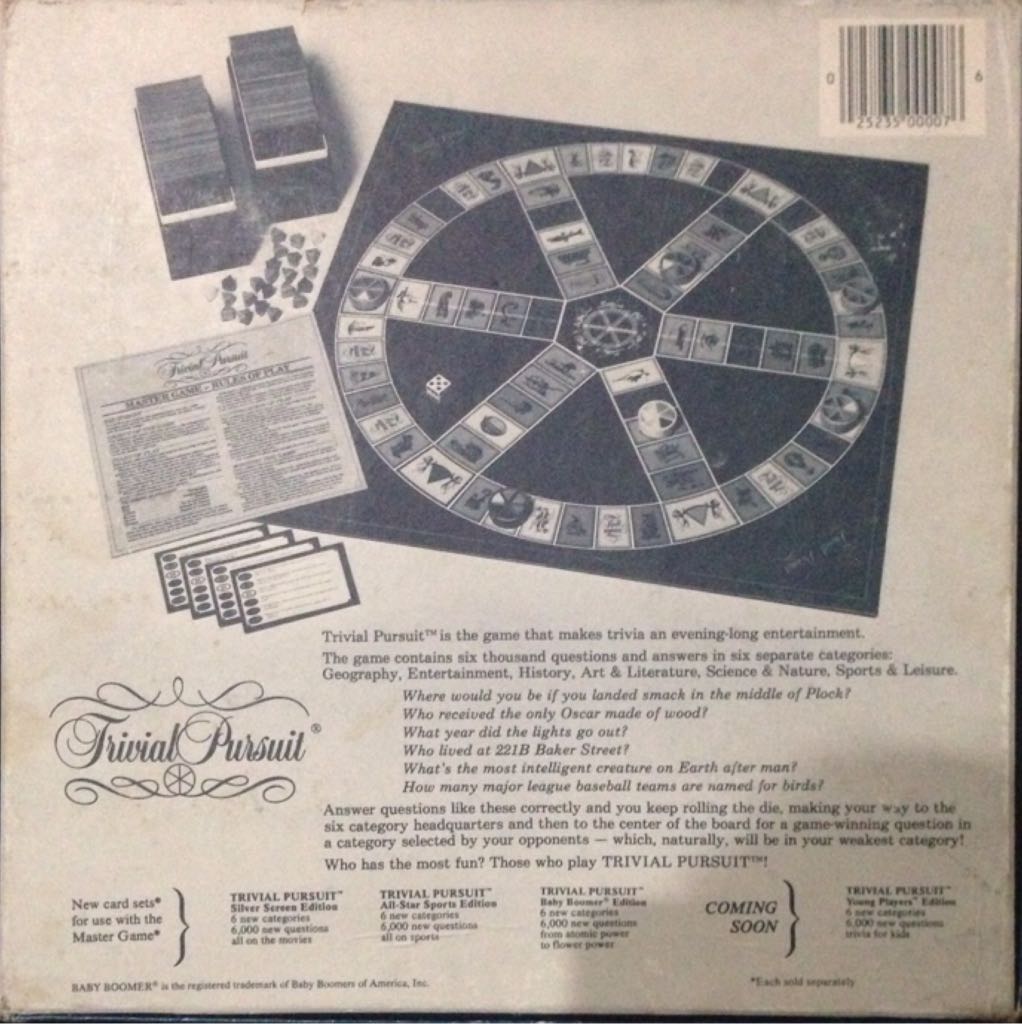 0
6
25235 00007
Trivial Pursuit
MASTER GAME - RULES OF PLAY
Trivial Pursuit™ is the game that makes trivia an evening-long entertainment.
The game contains six thousand questions and answers in six separate categories:
Geography, Entertainment, History, Art & Literature, Science & Nature, Sports & Leisure.
Where would you be if you landed smack in the middle of Plock?
Who received the only Oscar made of wood?
What year did the lights go out?
Who lived at 221B Baker Street?
What's the most intelligent creature on Earth after man?
How many major league baseball teams are named for birds?
Trivial Pursuit®
Answer questions like these correctly and you keep rolling the die, making your way to the
six category headquarters and then to the center of the board for a game-winning question in
a category selected by your opponents — which, naturally, will be in your weakest category!
Who has the most fun? Those who play TRIVIAL PURSUIT™!
New card sets*
for use with the
Master Game*
TRIVIAL PURSUIT™
Silver Screen Edition
6 new categories
6,000 new questions
all on the movies
TRIVIAL PURSUIT™
All-Star Sports Edition
6 new categories
6,000 new questions
all on sports
TRIVIAL PURSUIT™
Baby Boomer® Edition
6 new categories
6,000 new questions
from atomic power
to flower power
COMING
SOON
TRIVIAL PURSUIT™
Young Players™ Edition
6 new categories
6,000 new questions
trivia for kids
BABY BOOMER® is the registered trademark of Baby Boomers of America, Inc.
*Each sold separately